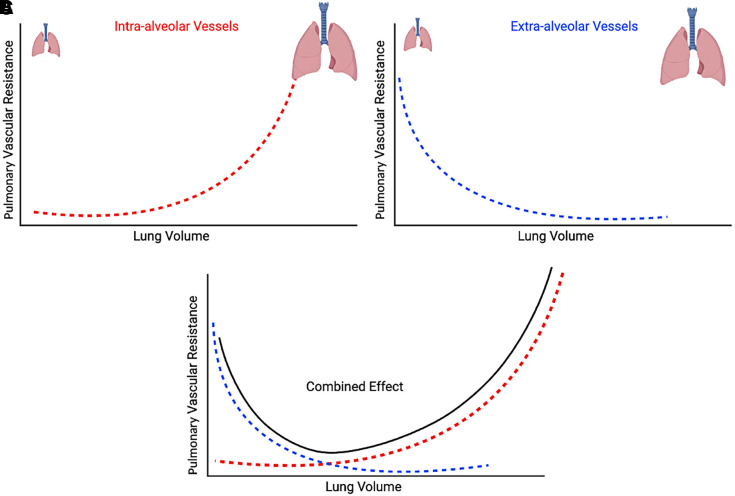 Intra-alveolar Vessels
Pulmonary Vascular Resistance
Lung Volume
Extra-alveolar Vessels
Pulmonary Vascular Resistance
Lung Volume
Combined Effect
Pulmonary Vascular Resistance
Lung Volume